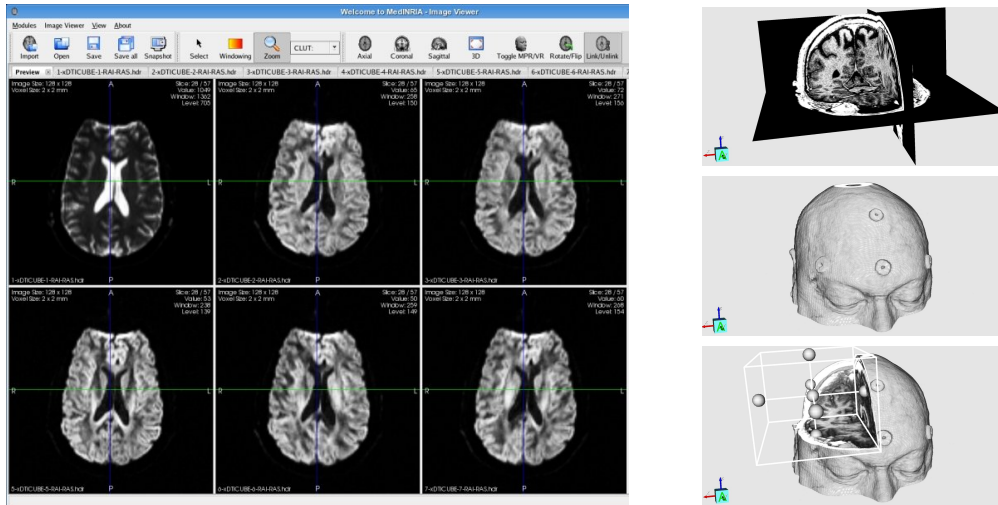 Welcome to MedINRIA - Image Viewer
Modules Image Viewer View About
Import Open Save Save all Snapshot Select Windowing Zoom CLUT: Axial Coronal Sagittal 3D Toggle MPR/VR Rotate/Flip Link/Unlink
Preview 1-xDTICUBE-1-RAI-RAS.hdr 2-xDTICUBE-2-RAI-RAS.hdr 3-xDTICUBE-3-RAI-RAS.hdr 4-xDTICUBE-4-RAI-RAS.hdr 5-xDTICUBE-5-RAI-RAS.hdr 6-xDTICUBE-6-RAI-RAS.hdr
Image Size: 128 x 128
Voxel Size: 2 x 2 mm
A
Slice: 28 / 57
Value: 1049
Window: 1362
Level: 705
R
1-xDTICUBE-1-RAI-RAS.hdr
P
L
Image Size: 128 x 128
Voxel Size: 2 x 2 mm
A
Slice: 28 / 57
Value: 65
Window: 258
Level: 150
R
2-xDTICUBE-2-RAI-RAS.hdr
P
L
Image Size: 128 x 128
Voxel Size: 2 x 2 mm
A
Slice: 28 / 57
Value: 72
Window: 271
Level: 156
R
3-xDTICUBE-3-RAI-RAS.hdr
P
L
Image Size: 128 x 128
Voxel Size: 2 x 2 mm
A
Slice: 28 / 57
Value: 53
Window: 238
Level: 139
R
5-xDTICUBE-5-RAI-RAS.hdr
P
L
Image Size: 128 x 128
Voxel Size: 2 x 2 mm
A
Slice: 28 / 57
Value: 50
Window: 259
Level: 149
R
6-xDTICUBE-6-RAI-RAS.hdr
P
L
Image Size: 128 x 128
Voxel Size: 2 x 2 mm
A
Slice: 28 / 57
Value: 60
Window: 268
Level: 154
R
7-xDTICUBE-7-RAI-RAS.hdr
P
L
A
A
A